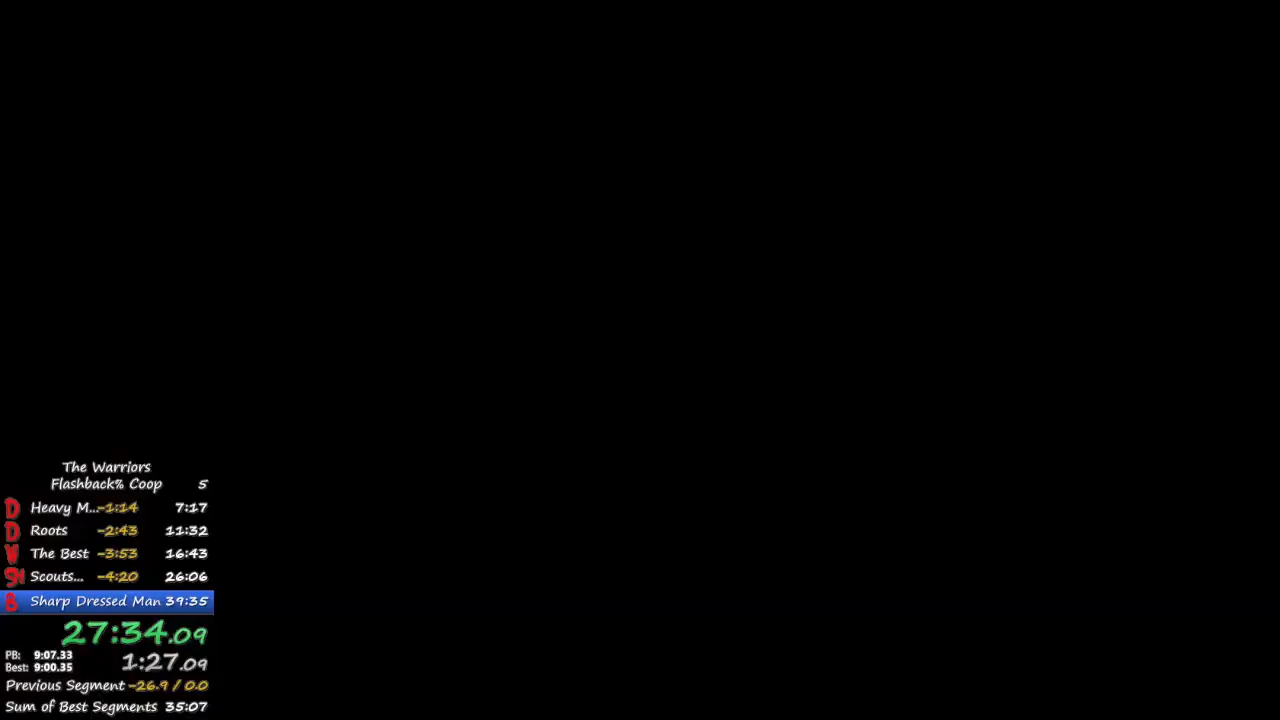 The Warriors
Flashback% Coop 5
D Heavy M... -1:14 7:17
D Roots -2:43 11:32
V The Best -3:53 16:43
Scouts... -4:20 26:06
B Sharp Dressed Man 39:35
27:34.09
PB: 9:07.33
Best: 9:00.35
1:27.09
Previous Segment -26.9 / 0.0
Sum of Best Segments 35:07